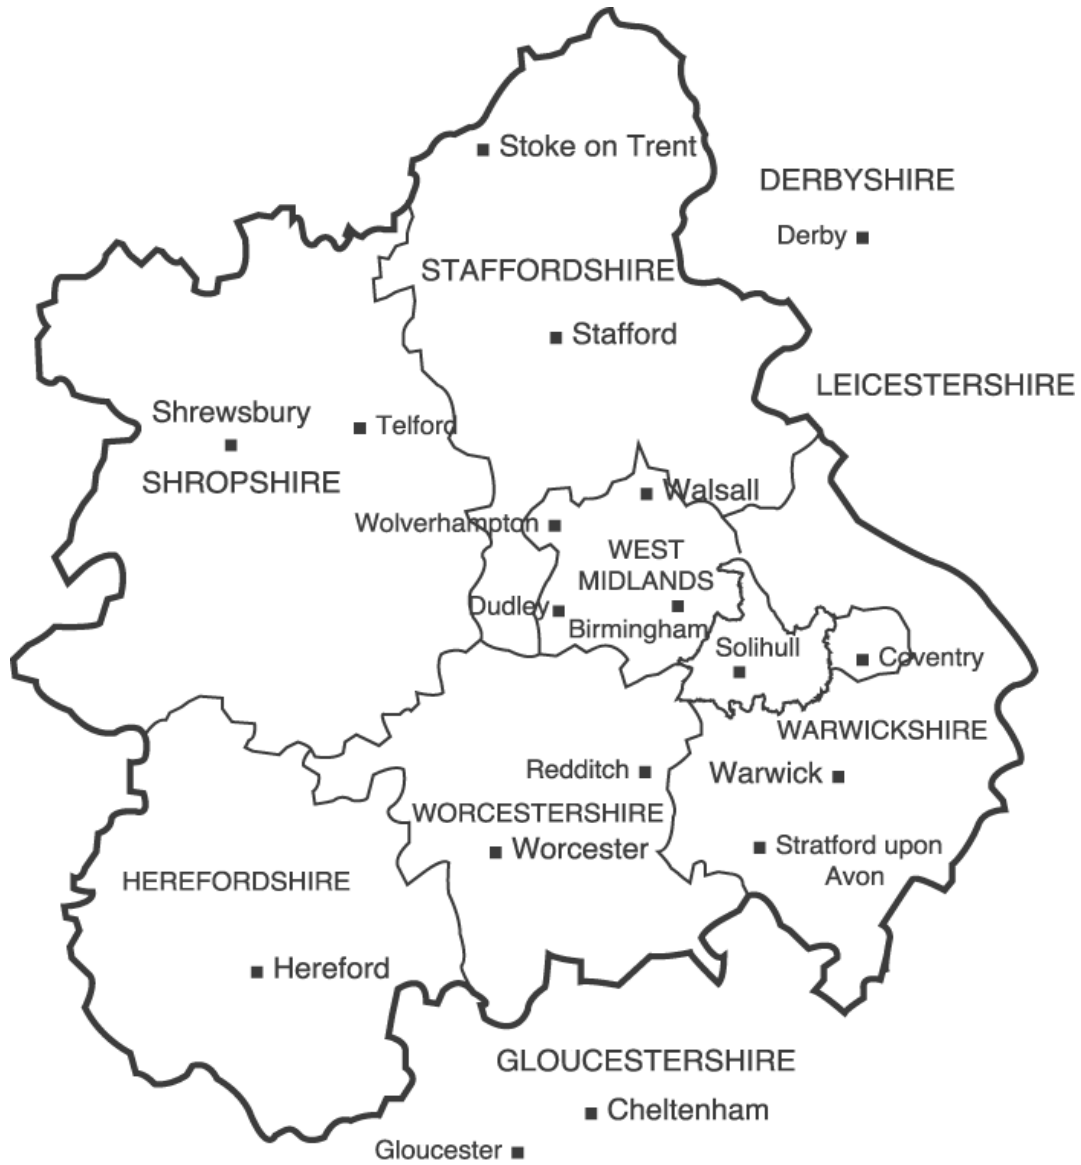 Stoke on Trent
DERBYSHIRE
Derby
STAFFORDSHIRE
Stafford
LEICESTERSHIRE
Shrewsbury
Telford
SHROPSHIRE
Walsall
Wolverhampton
WEST
MIDLANDS
Dudley
Birmingham
Solihull
Coventry
WARWICKSHIRE
Redditch
Warwick
WORCESTERSHIRE
Worcester
Stratford upon
Avon
HEREFORDSHIRE
Hereford
GLOUCESTERSHIRE
Cheltenham
Gloucester